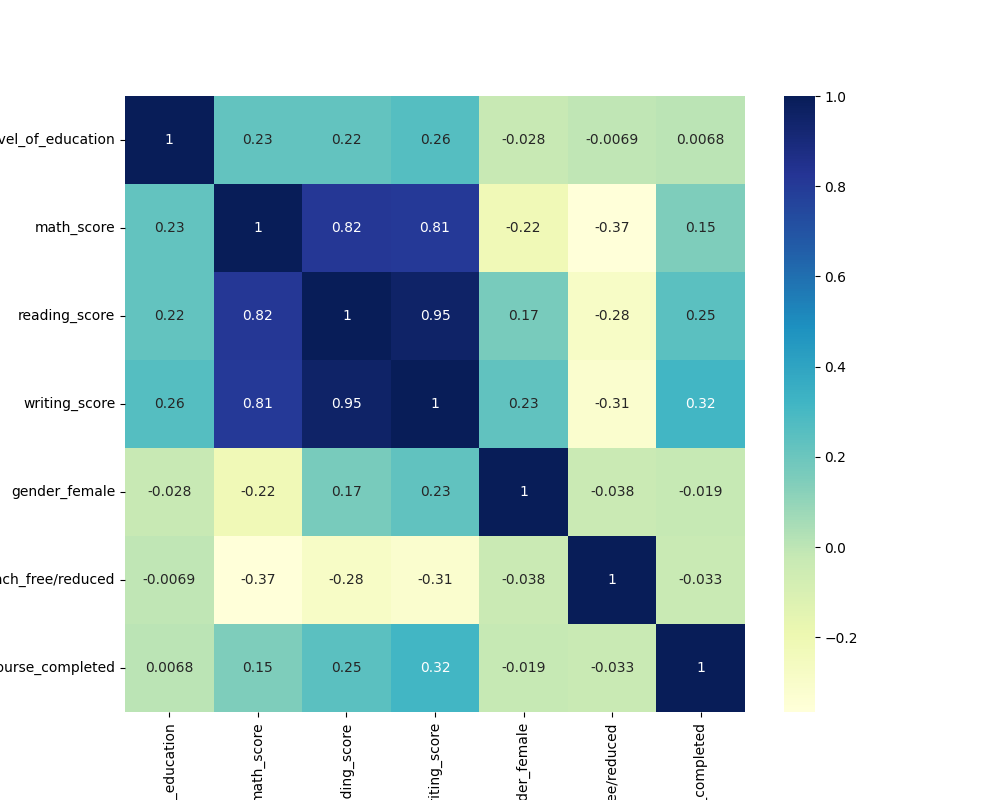 vel_of_education 1 0.23 0.22 0.26 -0.028 -0.0069 0.0068
math_score 0.23 1 0.82 0.81 -0.22 -0.37 0.15
reading_score 0.22 0.82 1 0.95 0.17 -0.28 0.25
writing_score 0.26 0.81 0.95 1 0.23 -0.31 0.32
gender_female -0.028 -0.22 0.17 0.23 1 -0.038 -0.019
ch_free/reduced -0.0069 -0.37 -0.28 -0.31 -0.038 1 -0.033
ourse_completed 0.0068 0.15 0.25 0.32 -0.019 -0.033 1
_education
math_score
ding_score
riting_score
der_female
ee/reduced
_completed
1.0
0.8
0.6
0.4
0.2
0.0
−0.2